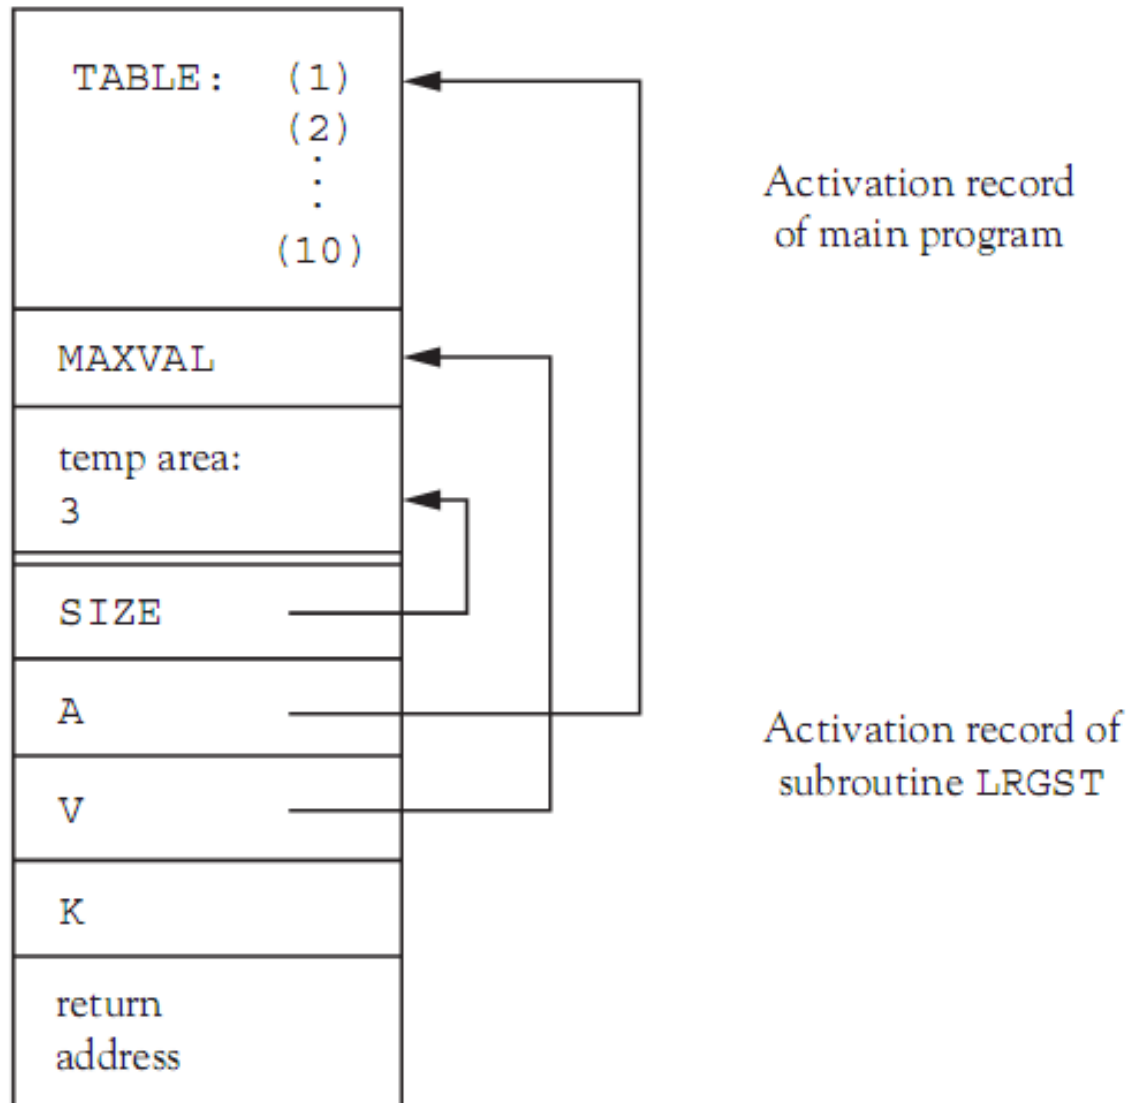 TABLE: (1)
(2)
.
.
.
(10)
Activation record
of main program
MAXVAL
temp area:
3
SIZE
A
Activation record of
subroutine LRGST
V
K
return
address